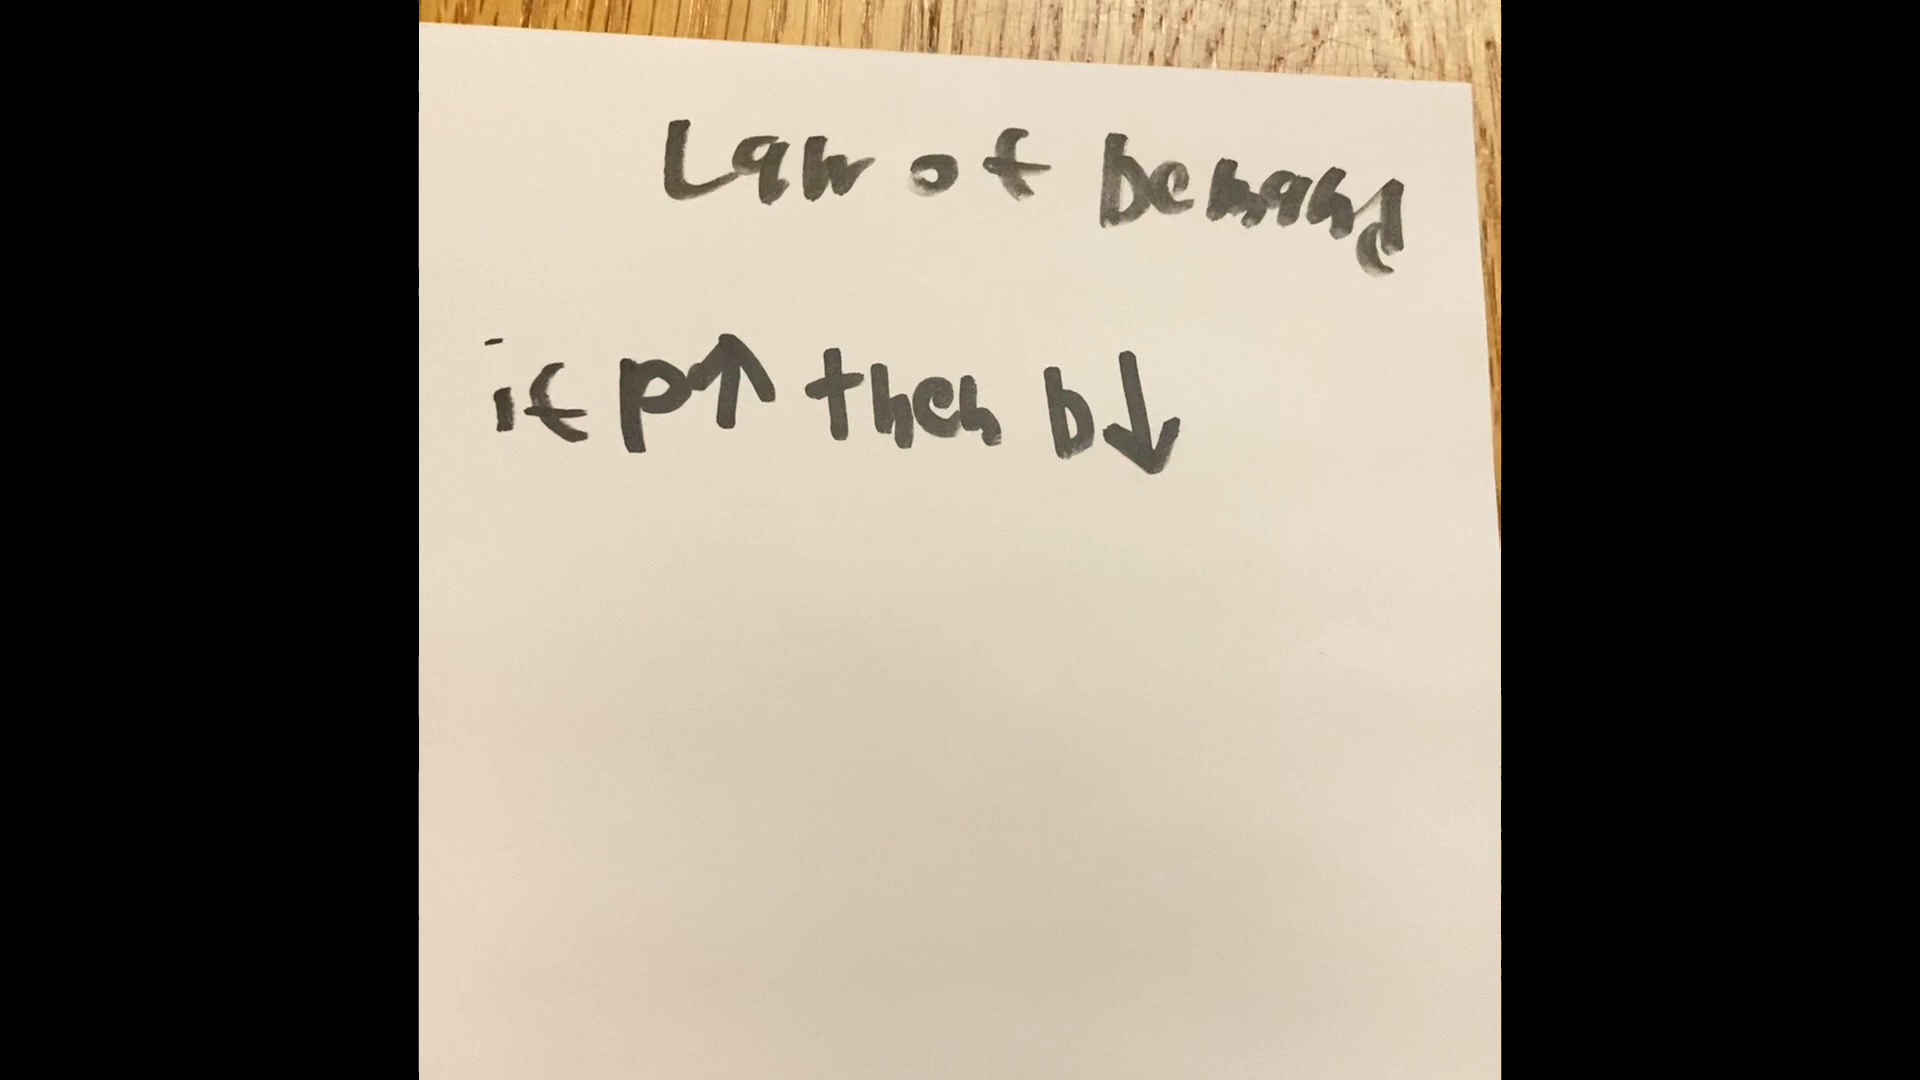 Law of Demand
if P↑ then D↓